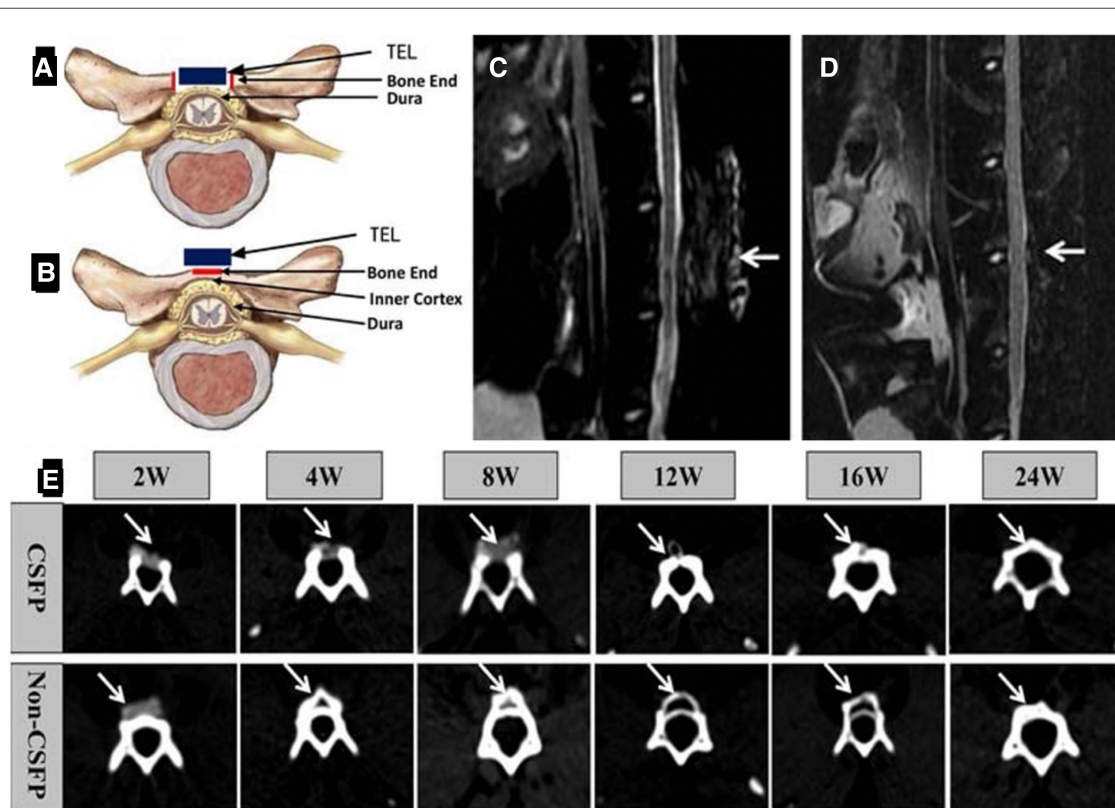 A
TEL
Bone End
Dura
B
TEL
Bone End
Inner Cortex
Dura
C
D
E
2W
4W
8W
12W
16W
24W
CSFP
Non-CSFP